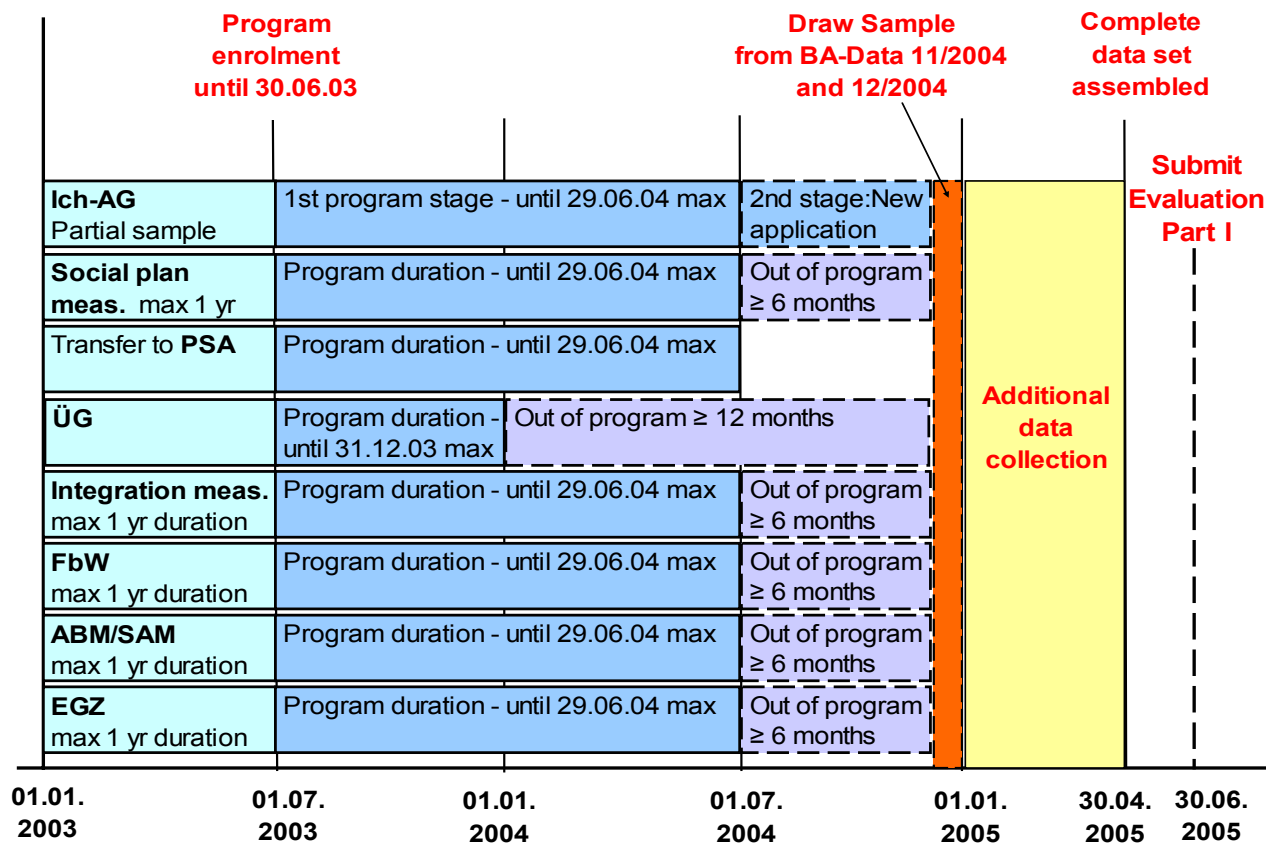 Program
enrolment
until 30.06.03
Draw Sample
from BA-Data 11/2004
and 12/2004
Complete
data set
assembled
Submit
Evaluation
Part I
Ich-AG
Partial sample
1st program stage - until 29.06.04 max
2nd stage:New
application
Social plan
meas. max 1 yr
Program duration - until 29.06.04 max
Out of program
≥ 6 months
Transfer to PSA
Program duration - until 29.06.04 max
ÜG
Program duration -
until 31.12.03 max
Out of program ≥ 12 months
Integration meas.
max 1 yr duration
Program duration - until 29.06.04 max
Out of program
≥ 6 months
FbW
max 1 yr duration
Program duration - until 29.06.04 max
Out of program
≥ 6 months
ABM/SAM
max 1 yr duration
Program duration - until 29.06.04 max
Out of program
≥ 6 months
EGZ
max 1 yr duration
Program duration - until 29.06.04 max
Out of program
≥ 6 months
Additional
data
collection
01.01.
2003
01.07.
2003
01.01.
2004
01.07.
2004
01.01.
2005
30.04.
2005
30.06.
2005